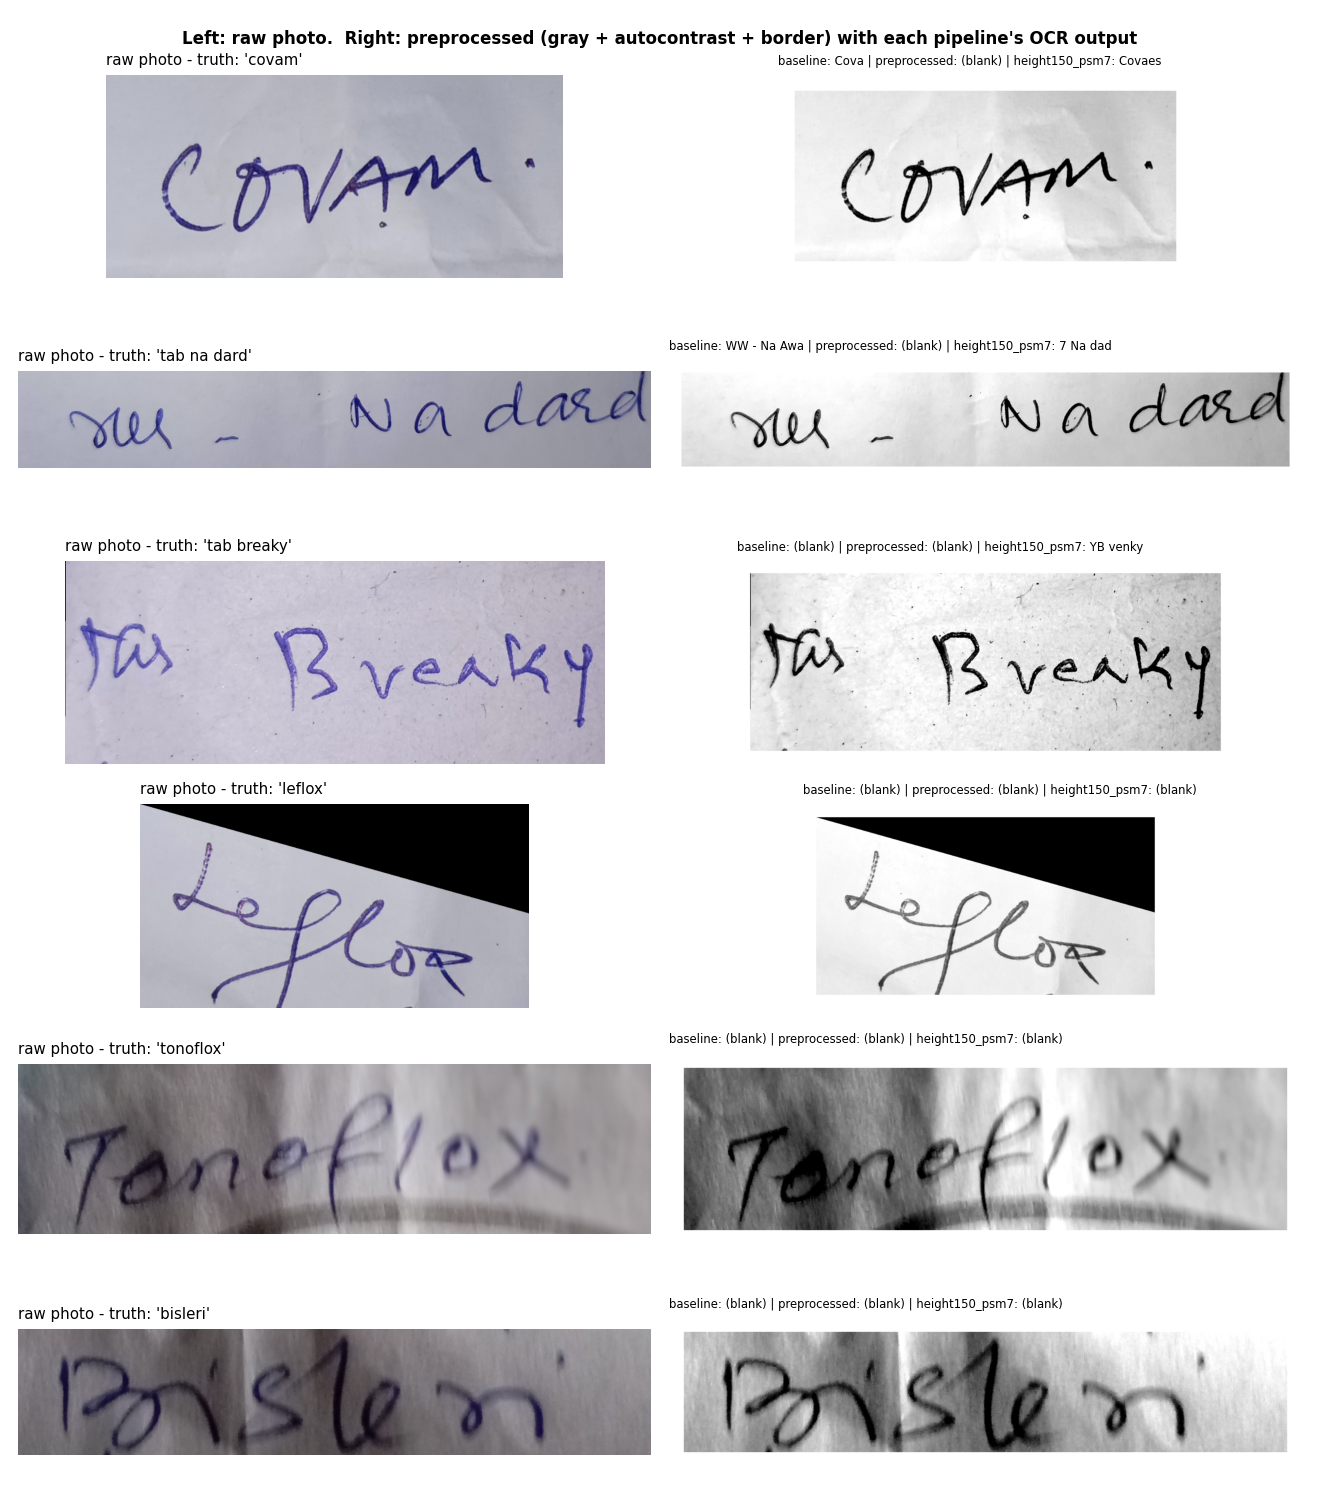 Left: raw photo.  Right: preprocessed (gray + autocontrast + border) with each pipeline's OCR output
raw photo - truth: 'covam'
baseline: Cova | preprocessed: (blank) | height150_psm7: Covaes
COVAM.
COVAM.
raw photo - truth: 'tab na dard'
baseline: WW - Na Awa | preprocessed: (blank) | height150_psm7: 7 Na dad
- Na dard
- Na dard
raw photo - truth: 'tab breaky'
baseline: (blank) | preprocessed: (blank) | height150_psm7: YB venky
Tab Breaky
Tab Breaky
raw photo - truth: 'leflox'
baseline: (blank) | preprocessed: (blank) | height150_psm7: (blank)
Leflox
Leflox
raw photo - truth: 'tonoflox'
baseline: (blank) | preprocessed: (blank) | height150_psm7: (blank)
Tonoflox
Tonoflox
raw photo - truth: 'bisleri'
baseline: (blank) | preprocessed: (blank) | height150_psm7: (blank)
Bisleri
Bisleri